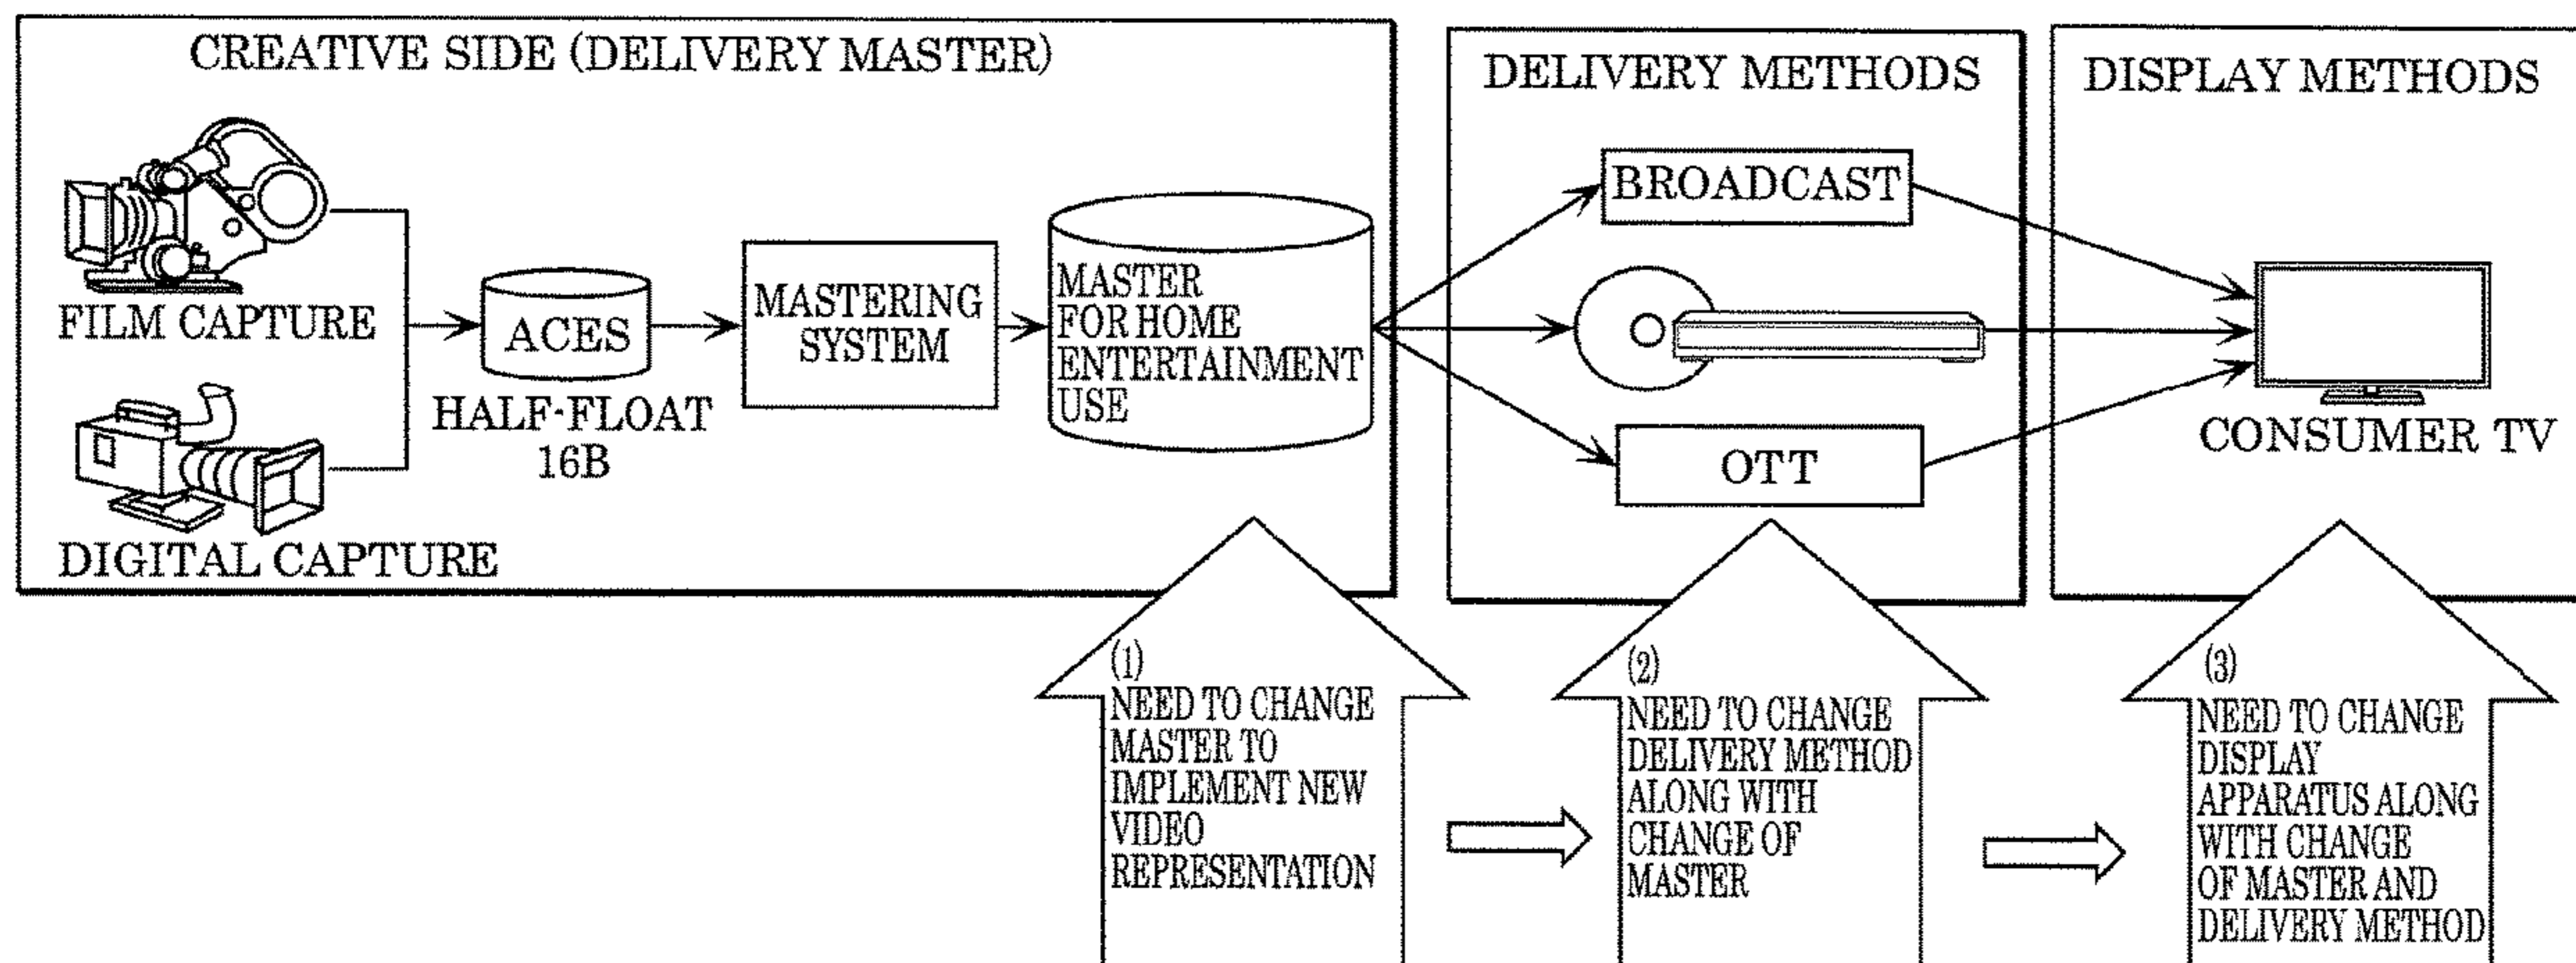 CREATIVE SIDE (DELIVERY MASTER)
FILM CAPTURE
DIGITAL CAPTURE
ACES
HALF-FLOAT
16B
MASTERING
SYSTEM
MASTER
FOR HOME
ENTERTAINMENT
USE
DELIVERY METHODS
BROADCAST
OTT
DISPLAY METHODS
CONSUMER TV
(1)
NEED TO CHANGE
MASTER TO
IMPLEMENT NEW
VIDEO
REPRESENTATION
(2)
NEED TO CHANGE
DELIVERY METHOD
ALONG WITH
CHANGE OF
MASTER
(3)
NEED TO CHANGE
DISPLAY
APPARATUS ALONG
WITH CHANGE
OF MASTER AND
DELIVERY METHOD